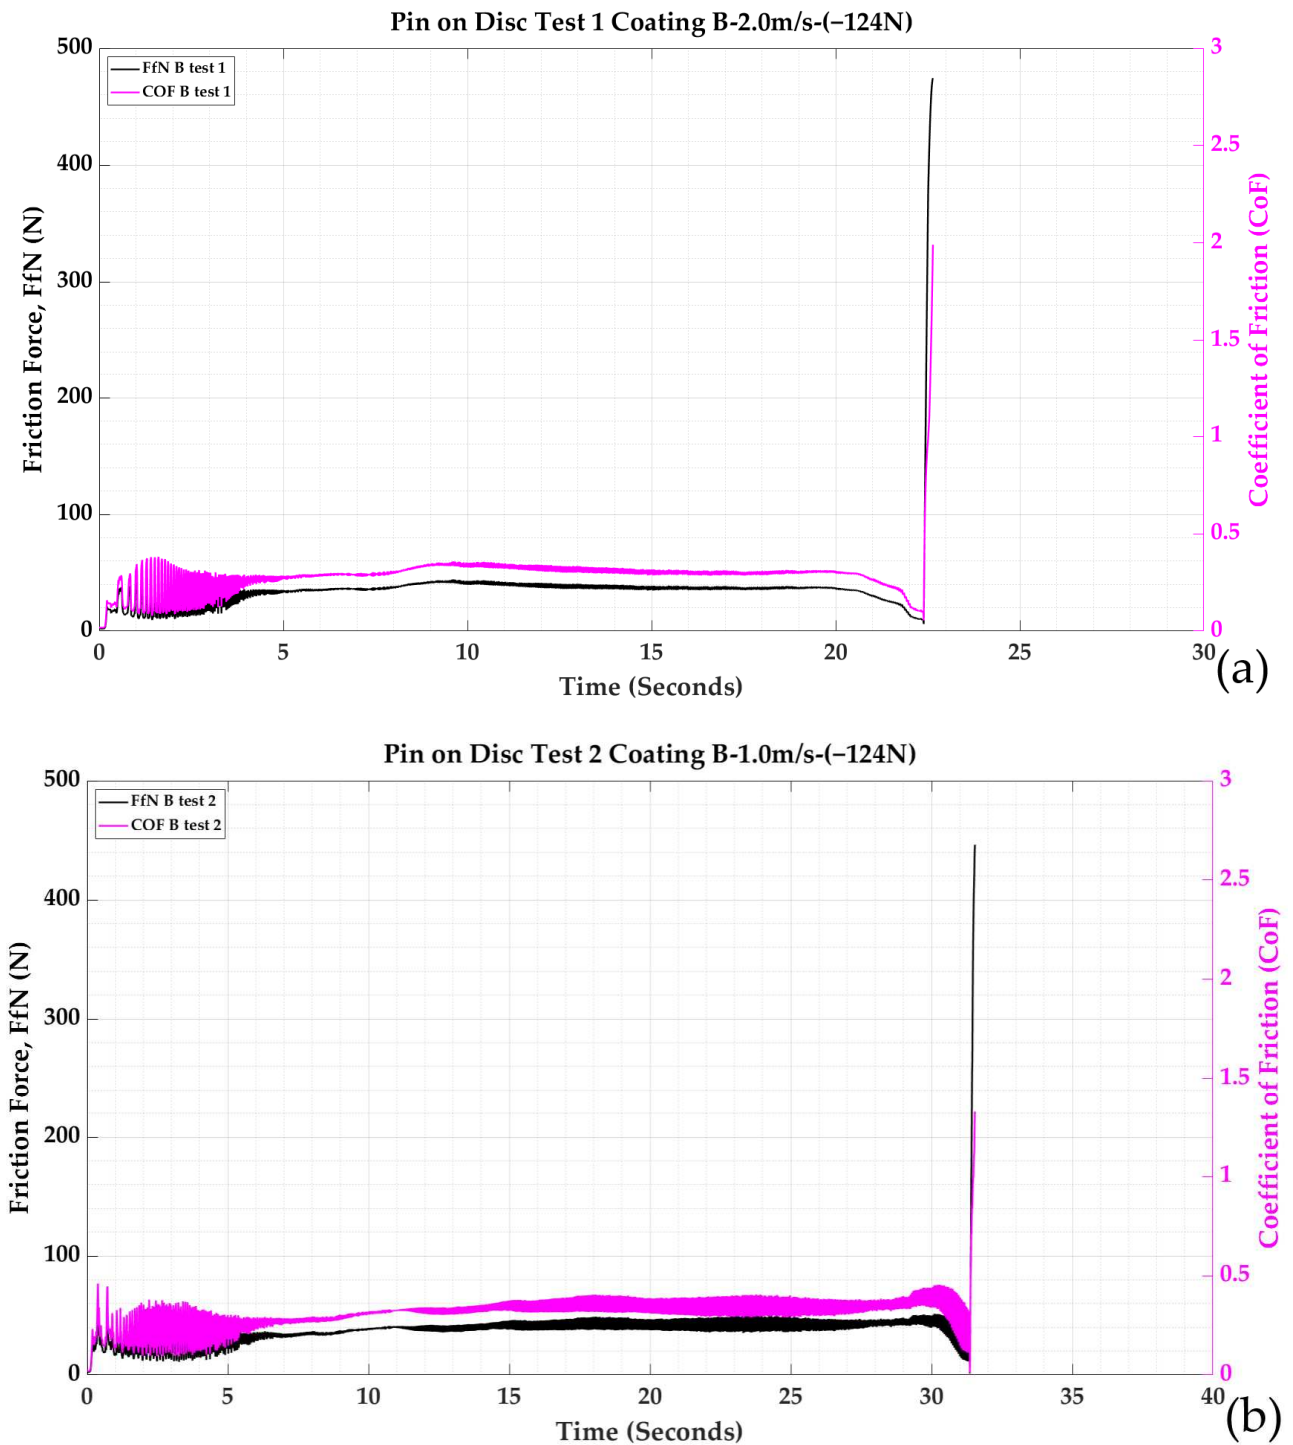 Pin on Disc Test 1 Coating B-2.0m/s-(−124N)
500
400
300
200
100
0
Friction Force, FfN (N)
FfN B test 1
COF B test 1
3
2.5
2
1.5
1
0.5
0
Coefficient of Friction (CoF)
0 5 10 15 20 25 30
Time (Seconds)
(a)
Pin on Disc Test 2 Coating B-1.0m/s-(−124N)
500
400
300
200
100
0
Friction Force, FfN (N)
FfN B test 2
COF B test 2
3
2.5
2
1.5
1
0.5
0
Coefficient of Friction (CoF)
0 5 10 15 20 25 30 35 40
Time (Seconds)
(b)